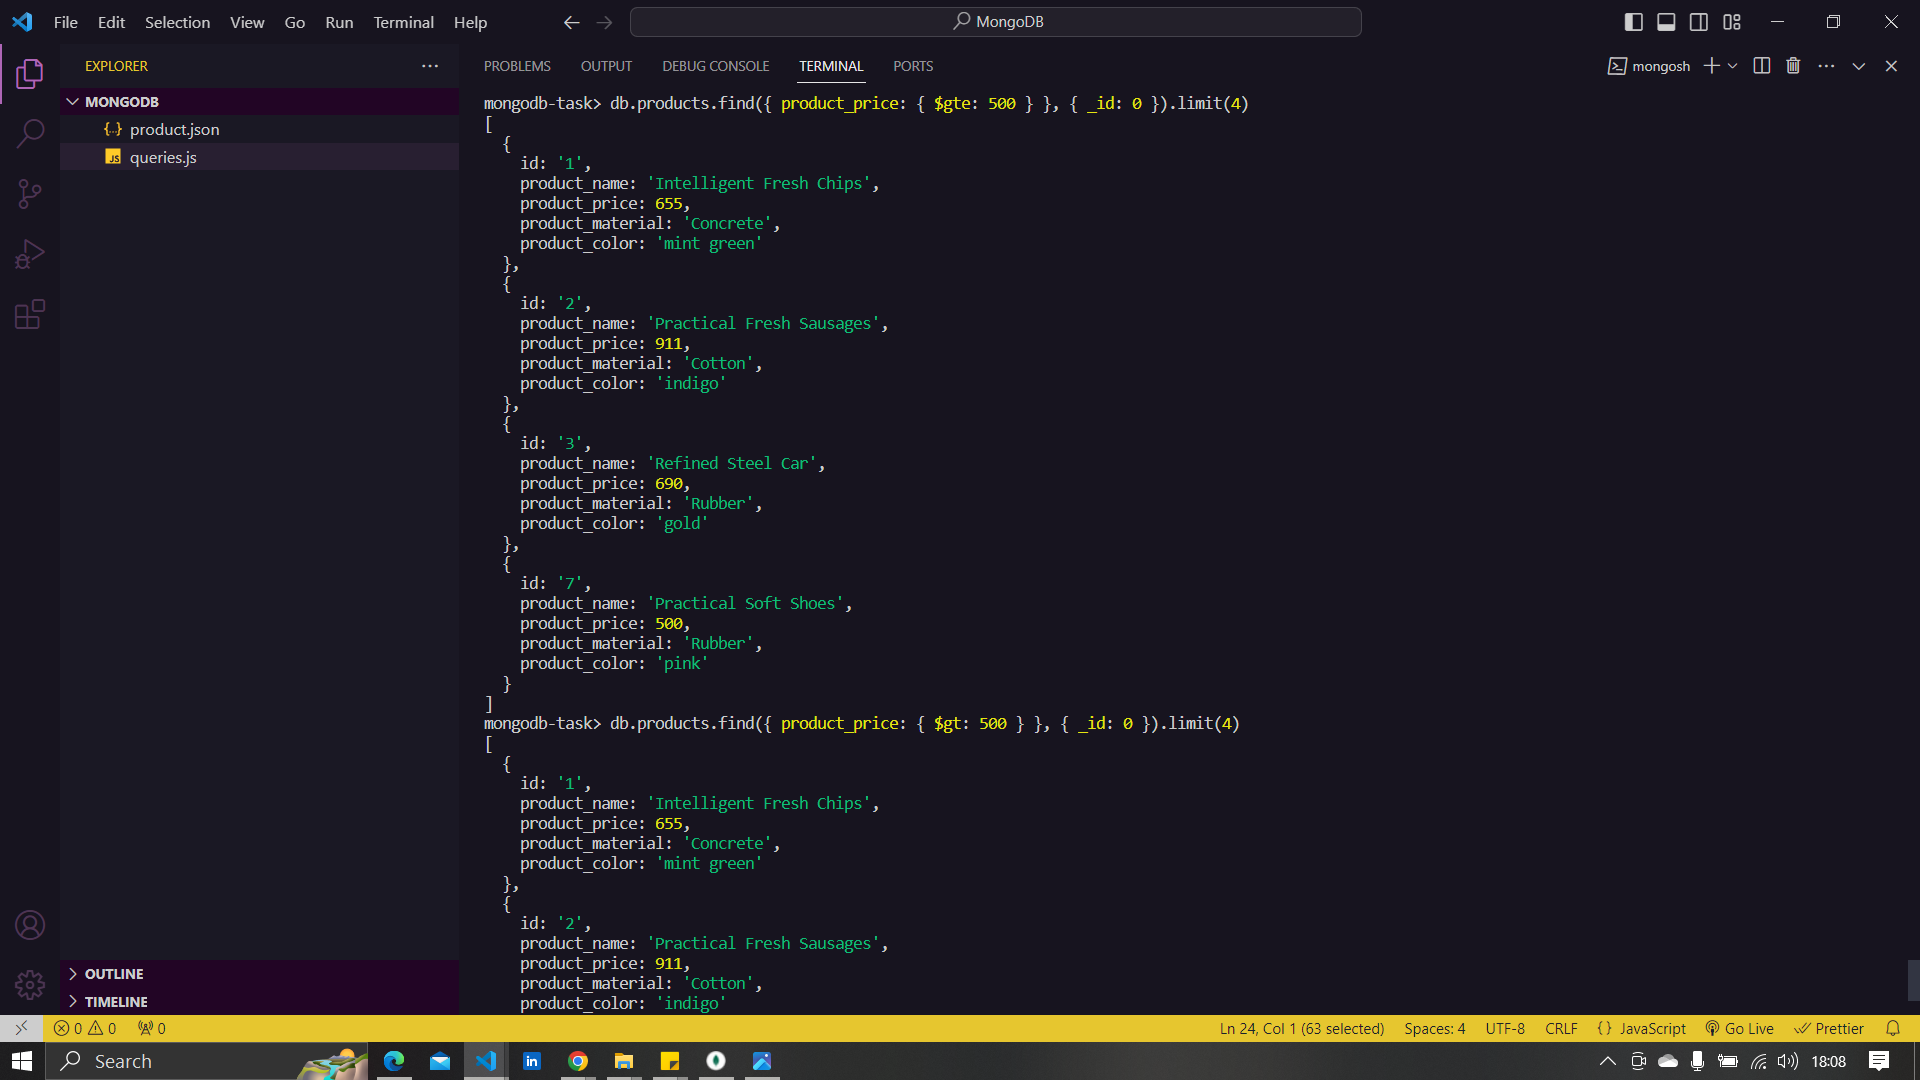 File Edit Selection View Go Run Terminal Help
MongoDB
EXPLORER
PROBLEMS OUTPUT DEBUG CONSOLE TERMINAL PORTS
mongosh
MONGODB
{..} product.json
JS queries.js
mongodb-task> db.products.find({ product_price: { $gte: 500 } }, { _id: 0 }).limit(4)
[
  {
    id: '1',
    product_name: 'Intelligent Fresh Chips',
    product_price: 655,
    product_material: 'Concrete',
    product_color: 'mint green'
  },
  {
    id: '2',
    product_name: 'Practical Fresh Sausages',
    product_price: 911,
    product_material: 'Cotton',
    product_color: 'indigo'
  },
  {
    id: '3',
    product_name: 'Refined Steel Car',
    product_price: 690,
    product_material: 'Rubber',
    product_color: 'gold'
  },
  {
    id: '7',
    product_name: 'Practical Soft Shoes',
    product_price: 500,
    product_material: 'Rubber',
    product_color: 'pink'
  }
]
mongodb-task> db.products.find({ product_price: { $gt: 500 } }, { _id: 0 }).limit(4)
[
  {
    id: '1',
    product_name: 'Intelligent Fresh Chips',
    product_price: 655,
    product_material: 'Concrete',
    product_color: 'mint green'
  },
  {
    id: '2',
    product_name: 'Practical Fresh Sausages',
    product_price: 911,
    product_material: 'Cotton',
    product_color: 'indigo'
OUTLINE
TIMELINE
0 0 0
Ln 24, Col 1 (63 selected) Spaces: 4 UTF-8 CRLF {} JavaScript Go Live Prettier
Search
in
18:08